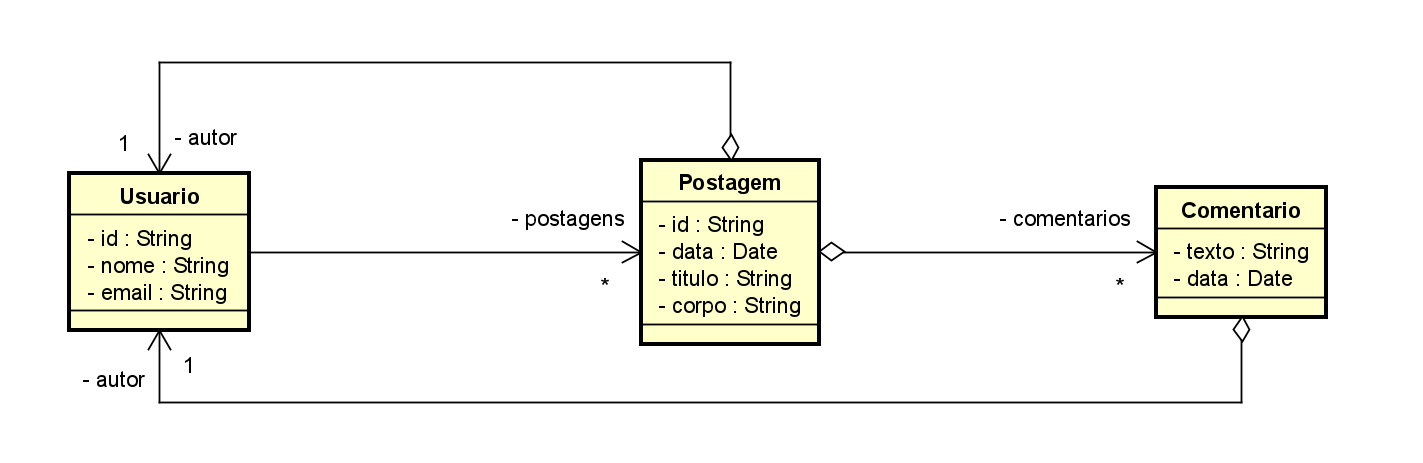 1
- autor
Usuario
- id : String
- nome : String
- email : String
- postagens
*
Postagem
- id : String
- data : Date
- titulo : String
- corpo : String
- comentarios
*
Comentario
- texto : String
- data : Date
1
- autor